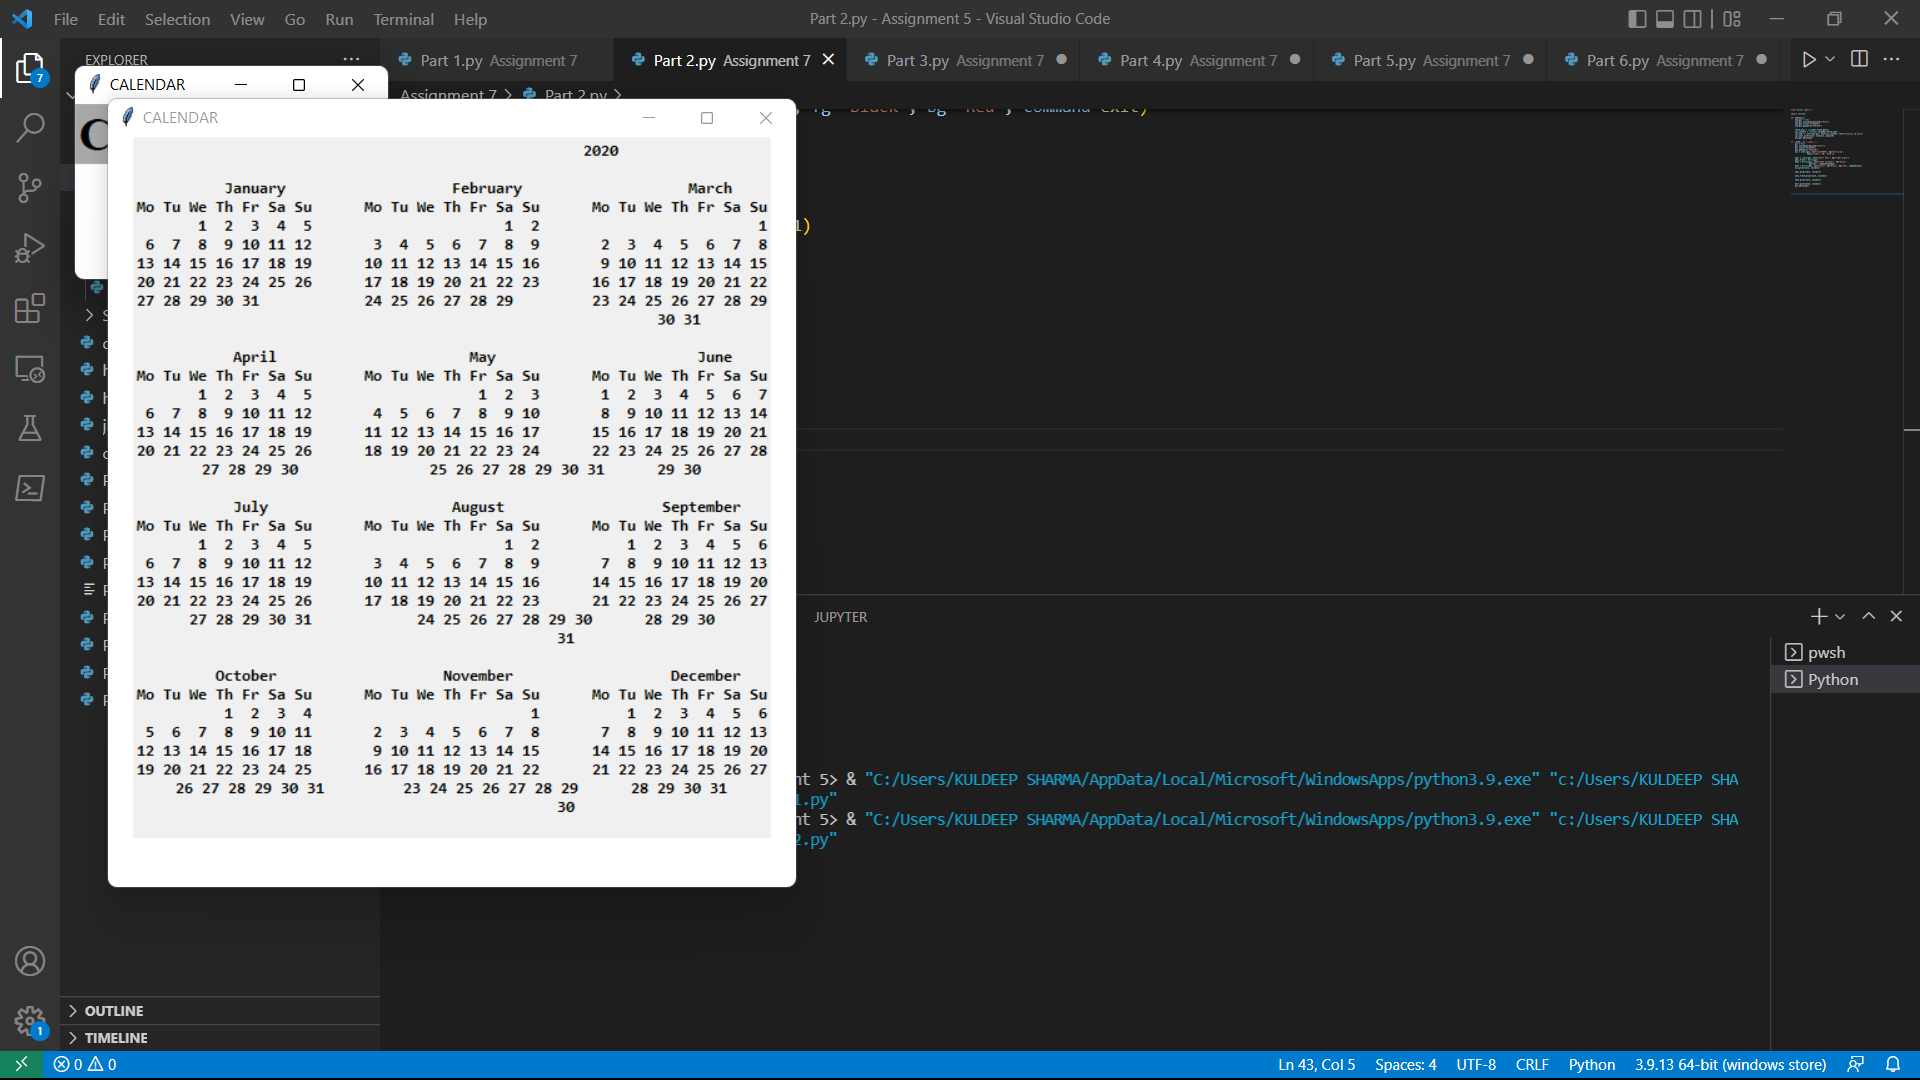 File Edit Selection View Go Run Terminal Help
Part 2.py - Assignment 5 - Visual Studio Code
EXPLORER
Part 1.py Assignment 7
Part 2.py Assignment 7
Part 3.py Assignment 7
Part 4.py Assignment 7
Part 5.py Assignment 7
Part 6.py Assignment 7
7
CALENDAR
Assignment 7 > Part 2.py >
C
CALENDAR
2020
January February March
Mo Tu We Th Fr Sa Su Mo Tu We Th Fr Sa Su Mo Tu We Th Fr Sa Su
1 2 3 4 5 1 2 1
6 7 8 9 10 11 12 3 4 5 6 7 8 9 2 3 4 5 6 7 8
13 14 15 16 17 18 19 10 11 12 13 14 15 16 9 10 11 12 13 14 15
20 21 22 23 24 25 26 17 18 19 20 21 22 23 16 17 18 19 20 21 22
27 28 29 30 31 24 25 26 27 28 29 23 24 25 26 27 28 29
30 31
April May June
Mo Tu We Th Fr Sa Su Mo Tu We Th Fr Sa Su Mo Tu We Th Fr Sa Su
1 2 3 4 5 1 2 3 1 2 3 4 5 6 7
6 7 8 9 10 11 12 4 5 6 7 8 9 10 8 9 10 11 12 13 14
13 14 15 16 17 18 19 11 12 13 14 15 16 17 15 16 17 18 19 20 21
20 21 22 23 24 25 26 18 19 20 21 22 23 24 22 23 24 25 26 27 28
27 28 29 30 25 26 27 28 29 30 31 29 30
July August September
Mo Tu We Th Fr Sa Su Mo Tu We Th Fr Sa Su Mo Tu We Th Fr Sa Su
1 2 3 4 5 1 2 1 2 3 4 5 6
6 7 8 9 10 11 12 3 4 5 6 7 8 9 7 8 9 10 11 12 13
13 14 15 16 17 18 19 10 11 12 13 14 15 16 14 15 16 17 18 19 20
20 21 22 23 24 25 26 17 18 19 20 21 22 23 21 22 23 24 25 26 27
27 28 29 30 31 24 25 26 27 28 29 30 28 29 30
31
October November December
Mo Tu We Th Fr Sa Su Mo Tu We Th Fr Sa Su Mo Tu We Th Fr Sa Su
1 2 3 4 1 1 2 3 4 5 6
5 6 7 8 9 10 11 2 3 4 5 6 7 8 7 8 9 10 11 12 13
12 13 14 15 16 17 18 9 10 11 12 13 14 15 14 15 16 17 18 19 20
19 20 21 22 23 24 25 16 17 18 19 20 21 22 21 22 23 24 25 26 27
26 27 28 29 30 31 23 24 25 26 27 28 29 28 29 30 31
30
l)
JUPYTER
pwsh
Python
nt 5> & "C:/Users/KULDEEP SHARMA/AppData/Local/Microsoft/WindowsApps/python3.9.exe" "c:/Users/KULDEEP SHA
1.py"
nt 5> & "C:/Users/KULDEEP SHARMA/AppData/Local/Microsoft/WindowsApps/python3.9.exe" "c:/Users/KULDEEP SHA
2.py"
OUTLINE
1
TIMELINE
0 0
Ln 43, Col 5 Spaces: 4 UTF-8 CRLF Python 3.9.13 64-bit (windows store)